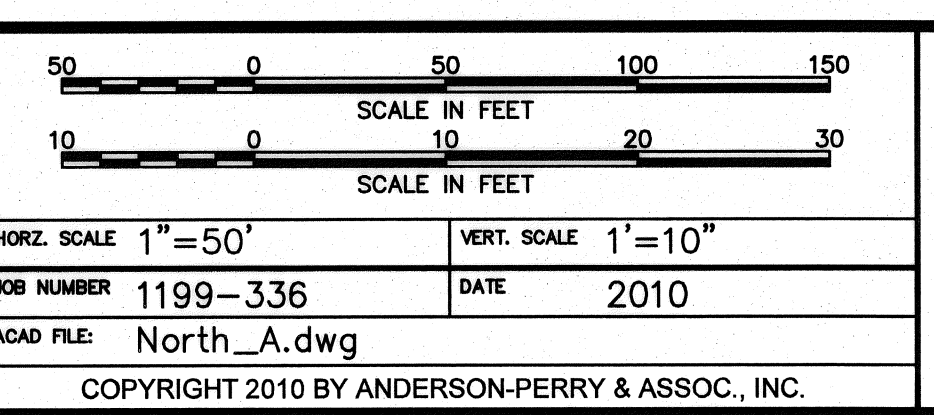 50 0 50 100 150
SCALE IN FEET
10 0 10 20 30
SCALE IN FEET
HORZ. SCALE 1"=50' VERT. SCALE 1'=10"
JOB NUMBER 1199-336 DATE 2010
ACAD FILE: North_A.dwg
COPYRIGHT 2010 BY ANDERSON-PERRY & ASSOC., INC.